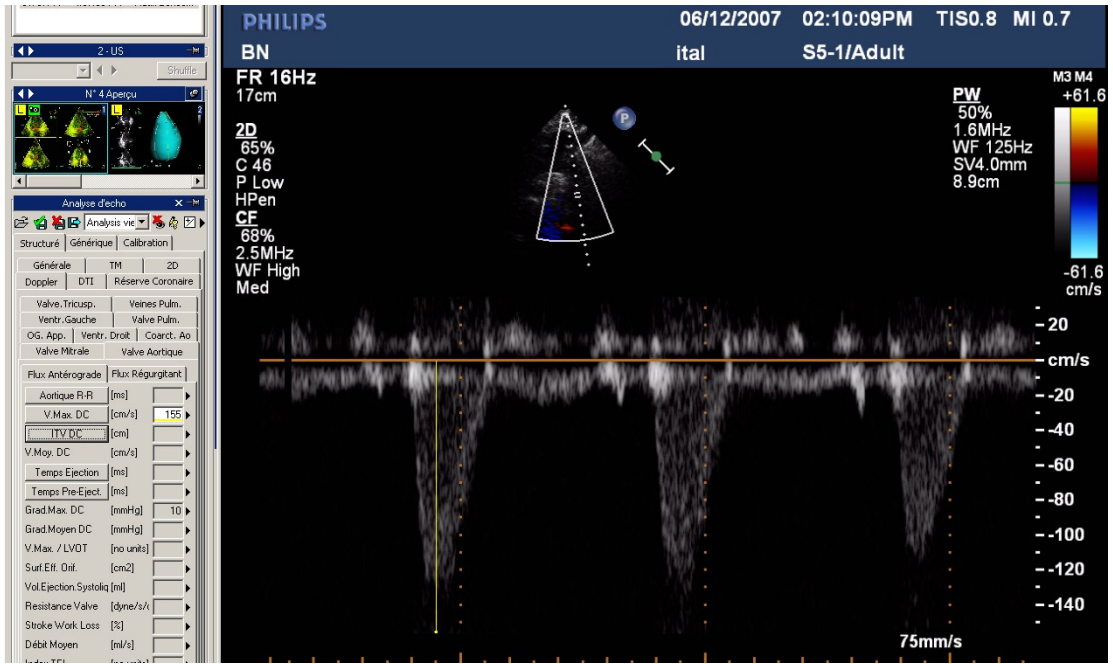 2 - US
Shuffle
N° 4 Aperçu
L 1 L 2
Analyse d'echo
Analysis vie
Structuré Générique Calibration
Générale TM 2D
Doppler DTI Réserve Coronaire
Valve.Tricusp. Veines Pulm.
Ventr.Gauche Valve Pulm.
OG. App. Ventr. Droit Coarct. Ao
Valve Mitrale Valve Aortique
Flux Antérograde Flux Régurgitant
Aortique R-R [ms]
V.Max. DC [cm/s] 155
ITV DC [cm]
V.Moy. DC [cm/s]
Temps Ejection [ms]
Temps Pre-Eject. [ms]
Grad.Max. DC [mmHg] 10
Grad.Moyen DC [mmHg]
V.Max. / LVOT [no units]
Surf.Eff. Orif. [cm2]
Vol.Ejection.Systoliq [ml]
Resistance Valve [dyne/s/
Stroke Work Loss [%]
Débit Moyen [ml/s]
PHILIPS 06/12/2007 02:10:09PM TIS0.8 MI 0.7
BN ital S5-1/Adult
FR 16Hz
17cm
2D
65%
C 46
P Low
HPen
CF
68%
2.5MHz
WF High
Med
P
PW
50%
1.6MHz
WF 125Hz
SV4.0mm
8.9cm
M3 M4
+61.6
-61.6
cm/s
- 20
cm/s
- -20
- -40
- -60
- -80
- -100
- -120
- -140
75mm/s